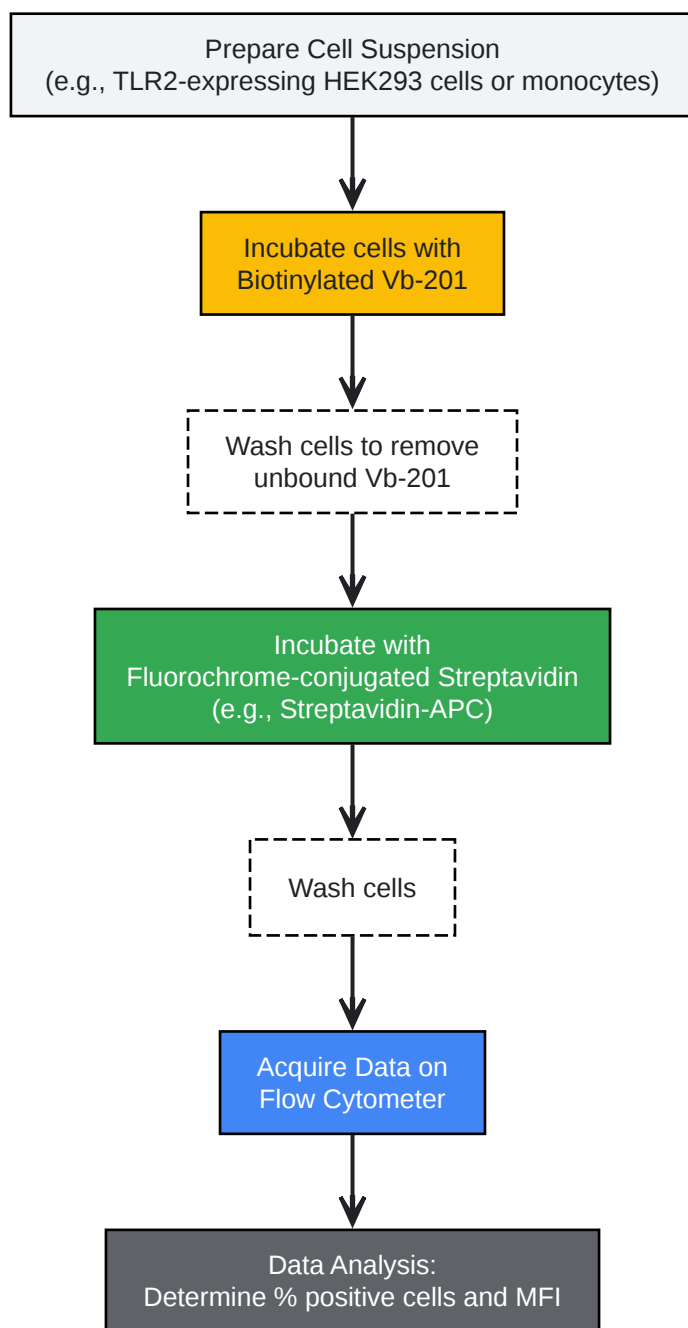 Prepare Cell Suspension
(e.g., TLR2-expressing HEK293 cells or monocytes)
Incubate cells with
Biotinylated Vb-201
Wash cells to remove
unbound Vb-201
Incubate with
Fluorochrome-conjugated Streptavidin
(e.g., Streptavidin-APC)
Wash cells
Acquire Data on
Flow Cytometer
Data Analysis:
Determine % positive cells and MFI